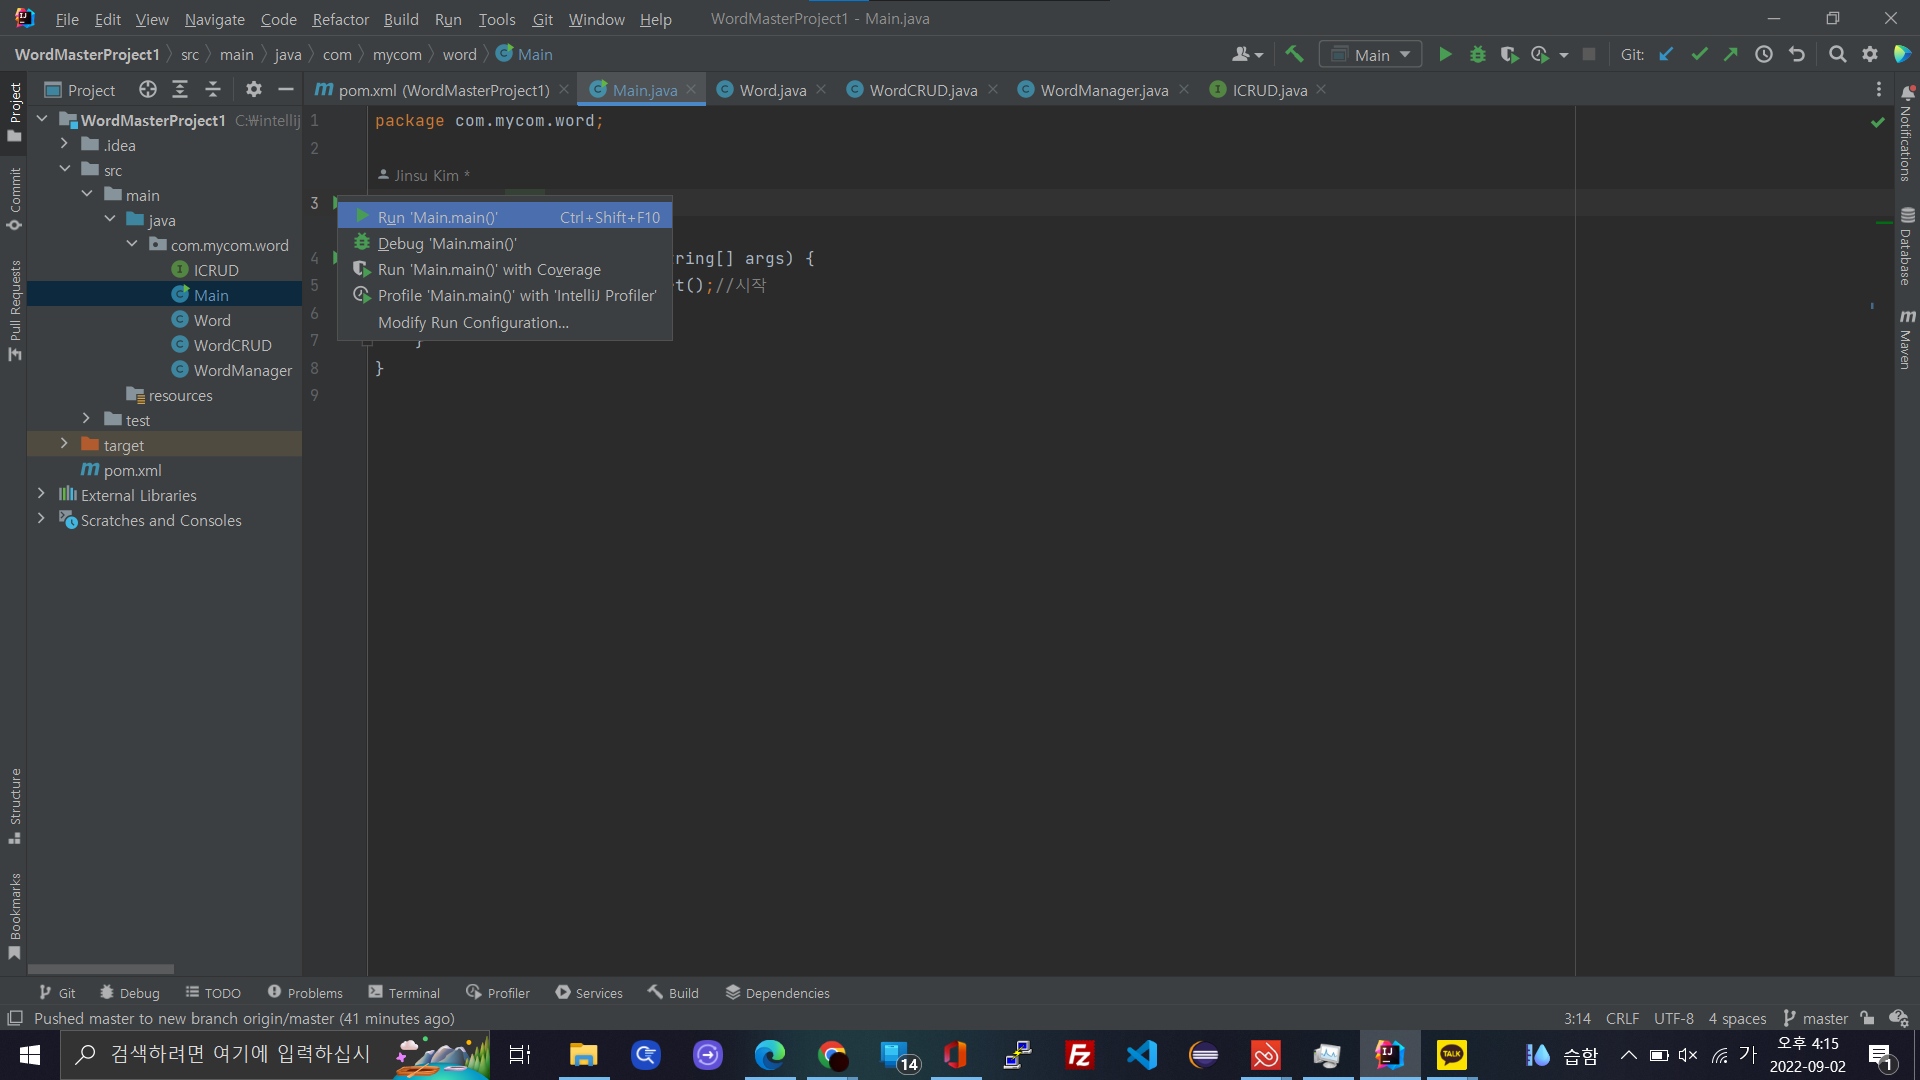 File Edit View Navigate Code Refactor Build Run Tools Git Window Help WordMasterProject1 - Main.java
WordMasterProject1 src main java com mycom word Main
Main Git:
Project
pom.xml (WordMasterProject1) Main.java Word.java WordCRUD.java WordManager.java ICRUD.java
Project
Commit
Pull Requests
Structure
Bookmarks
WordMasterProject1 C:￦intellij
.idea
src
main
java
com.mycom.word
ICRUD
Main
Word
WordCRUD
WordManager
resources
test
target
pom.xml
External Libraries
Scratches and Consoles
1 package com.mycom.word;
2
Jinsu Kim *
3
4 ring[] args) {
5 t();//시작
6
7 }
8 }
9
Run 'Main.main()' Ctrl+Shift+F10
Debug 'Main.main()'
Run 'Main.main()' with Coverage
Profile 'Main.main()' with 'IntelliJ Profiler'
Modify Run Configuration...
Notifications
Database
Maven
Git Debug TODO Problems Terminal Profiler Services Build Dependencies
Pushed master to new branch origin/master (41 minutes ago) 3:14 CRLF UTF-8 4 spaces master
검색하려면 여기에 입력하십시 14 TALK 습함 가 오후 4:15
2022-09-02 1